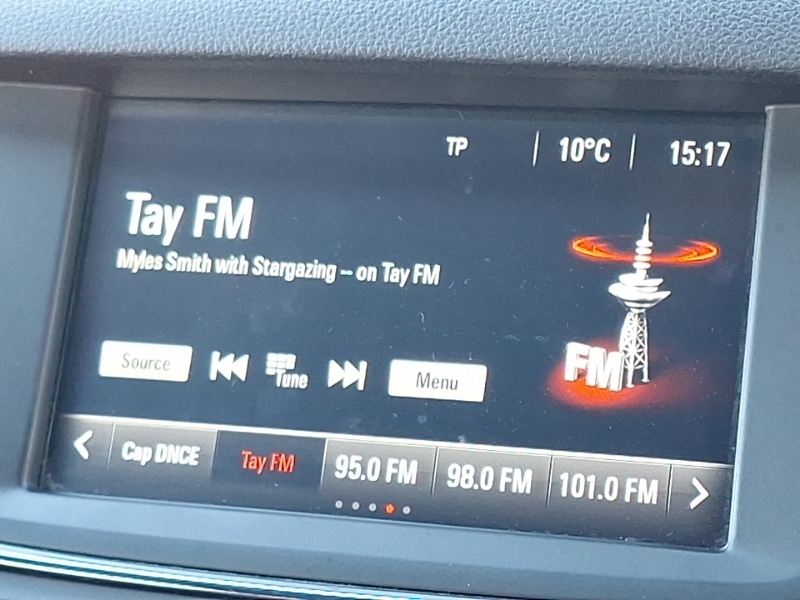 TP 10°C 15:17
Tay FM
Myles Smith with Stargazing – on Tay FM
FM
Source Tune Menu
Cap DNCE Tay FM 95.0 FM 98.0 FM 101.0 FM